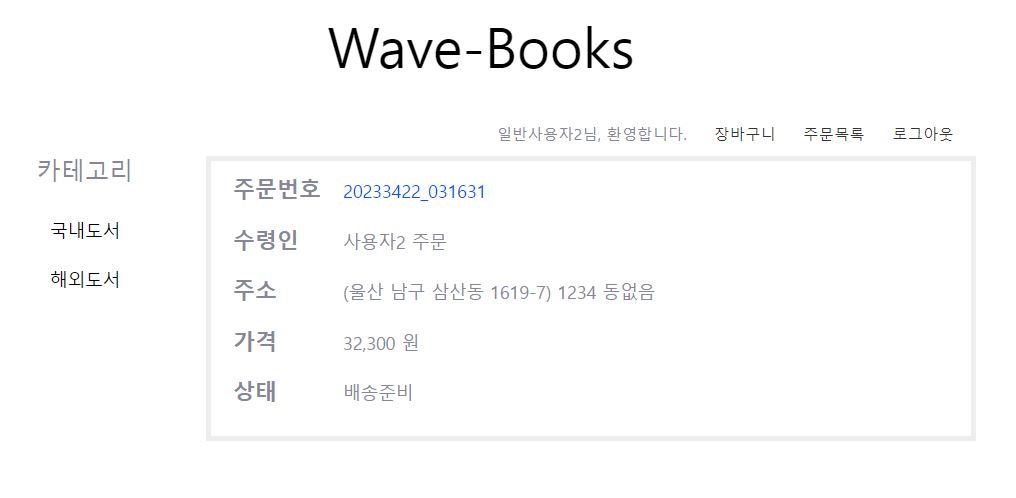 Wave-Books
일반사용자2님, 환영합니다. 장바구니 주문목록 로그아웃
카테고리
국내도서
해외도서
주문번호 20233422_031631
수령인 사용자2 주문
주소 (울산 남구 삼산동 1619-7) 1234 동없음
가격 32,300 원
상태 배송준비